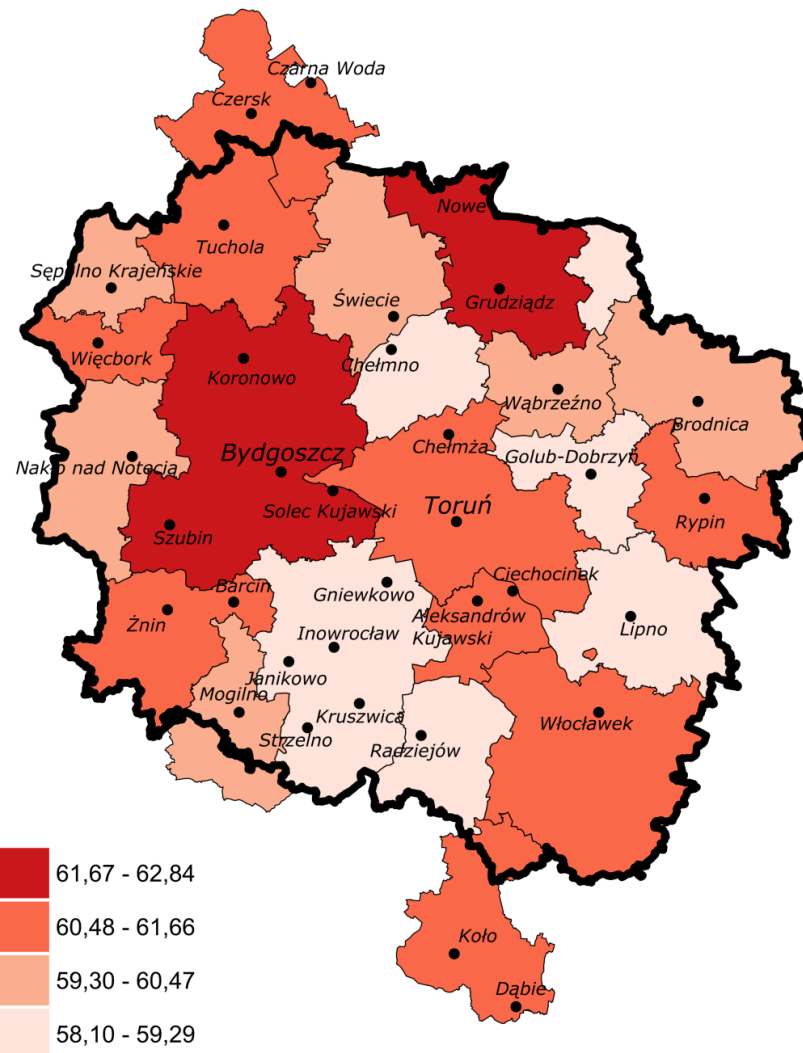 Czarna Woda
Czersk
Nowe
Tuchola
Sępólno Krajeńskie
Grudziądz
Świecie
Więcbork
Chełmno
Koronowo
Wąbrzeźno
Brodnica
Chełmża
Bydgoszcz
Golub-Dobrzyń
Nakło nad Notecią
Toruń
Solec Kujawski
Rypin
Szubin
Ciechocinek
Barcin
Gniewkowo
Żnin
Aleksandrów
Kujawski
Lipno
Inowrocław
Janikowo
Mogilno
Kruszwica
Włocławek
Strzelno
Radziejów
61,67 - 62,84
60,48 - 61,66
Koło
59,30 - 60,47
Dąbie
58,10 - 59,29